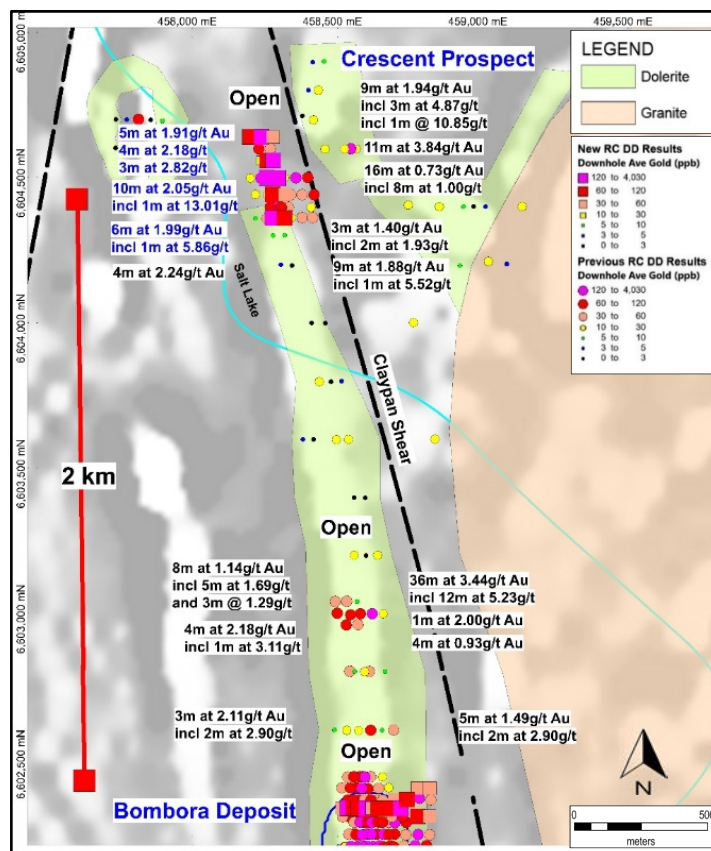 458,000 mE
458,500 mE
459,000 mE
459,500 mE
6,605,000 m
6,604,500 mN
6,604,000 mN
6,603,500 mN
6,603,000 mN
6,602,500 mN
Crescent Prospect
Open
9m at 1.94g/t Au
incl 3m at 4.87g/t
incl 1m @ 10.85g/t
11m at 3.84g/t Au
16m at 0.73g/t Au
incl 8m at 1.00g/t
5m at 1.91g/t Au
4m at 2.18g/t
3m at 2.82g/t
10m at 2.05g/t Au
incl 1m at 13.01g/t
6m at 1.99g/t Au
incl 1m at 5.86g/t
4m at 2.24g/t Au
3m at 1.40g/t Au
incl 2m at 1.93g/t
9m at 1.88g/t Au
incl 1m at 5.52g/t
Salt Lake
Claypan Shear
2 km
Open
8m at 1.14g/t Au
incl 5m at 1.69g/t
and 3m @ 1.29g/t
4m at 2.18g/t Au
incl 1m at 3.11g/t
36m at 3.44g/t Au
incl 12m at 5.23g/t
1m at 2.00g/t Au
4m at 0.93g/t Au
3m at 2.11g/t Au
incl 2m at 2.90g/t
5m at 1.49g/t Au
incl 2m at 2.90g/t
Open
Bombora Deposit
LEGEND
Dolerite
Granite
New RC DD Results
Downhole Ave Gold (ppb)
120 to 4,030
60 to 120
30 to 60
10 to 30
5 to 10
3 to 5
0 to 3
Previous RC DD Results
Downhole Ave Gold (ppb)
120 to 4,030
60 to 120
30 to 60
10 to 30
5 to 10
3 to 5
0 to 3
N
0
500
meters